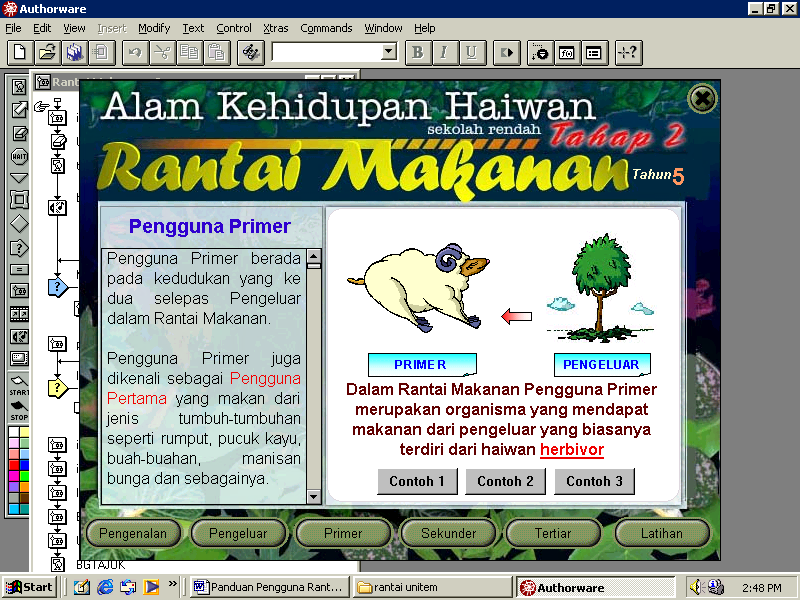 Authorware
File Edit View Insert Modify Text Control Xtras Commands Window Help
B I U
WAIT
START
STOP
BGTAJUK
Alam Kehidupan Haiwan
sekolah rendah Tahap 2
Rantai Makanan Tahun 5
Pengguna Primer
Pengguna Primer berada
pada kedudukan yang ke
dua selepas Pengeluar
dalam Rantai Makanan.
Pengguna Primer juga
dikenali sebagai Pengguna
Pertama yang makan dari
jenis tumbuh-tumbuhan
seperti rumput, pucuk kayu,
buah-buahan, manisan
bunga dan sebagainya.
PRIMER
PENGELUAR
Dalam Rantai Makanan Pengguna Primer
merupakan organisma yang mendapat
makanan dari pengeluar yang biasanya
terdiri dari haiwan herbivor
Contoh 1 Contoh 2 Contoh 3
Pengenalan Pengeluar Primer Sekunder Tertiar Latihan
Start Panduan Pengguna Rant... rantai unitem Authorware 2:48 PM